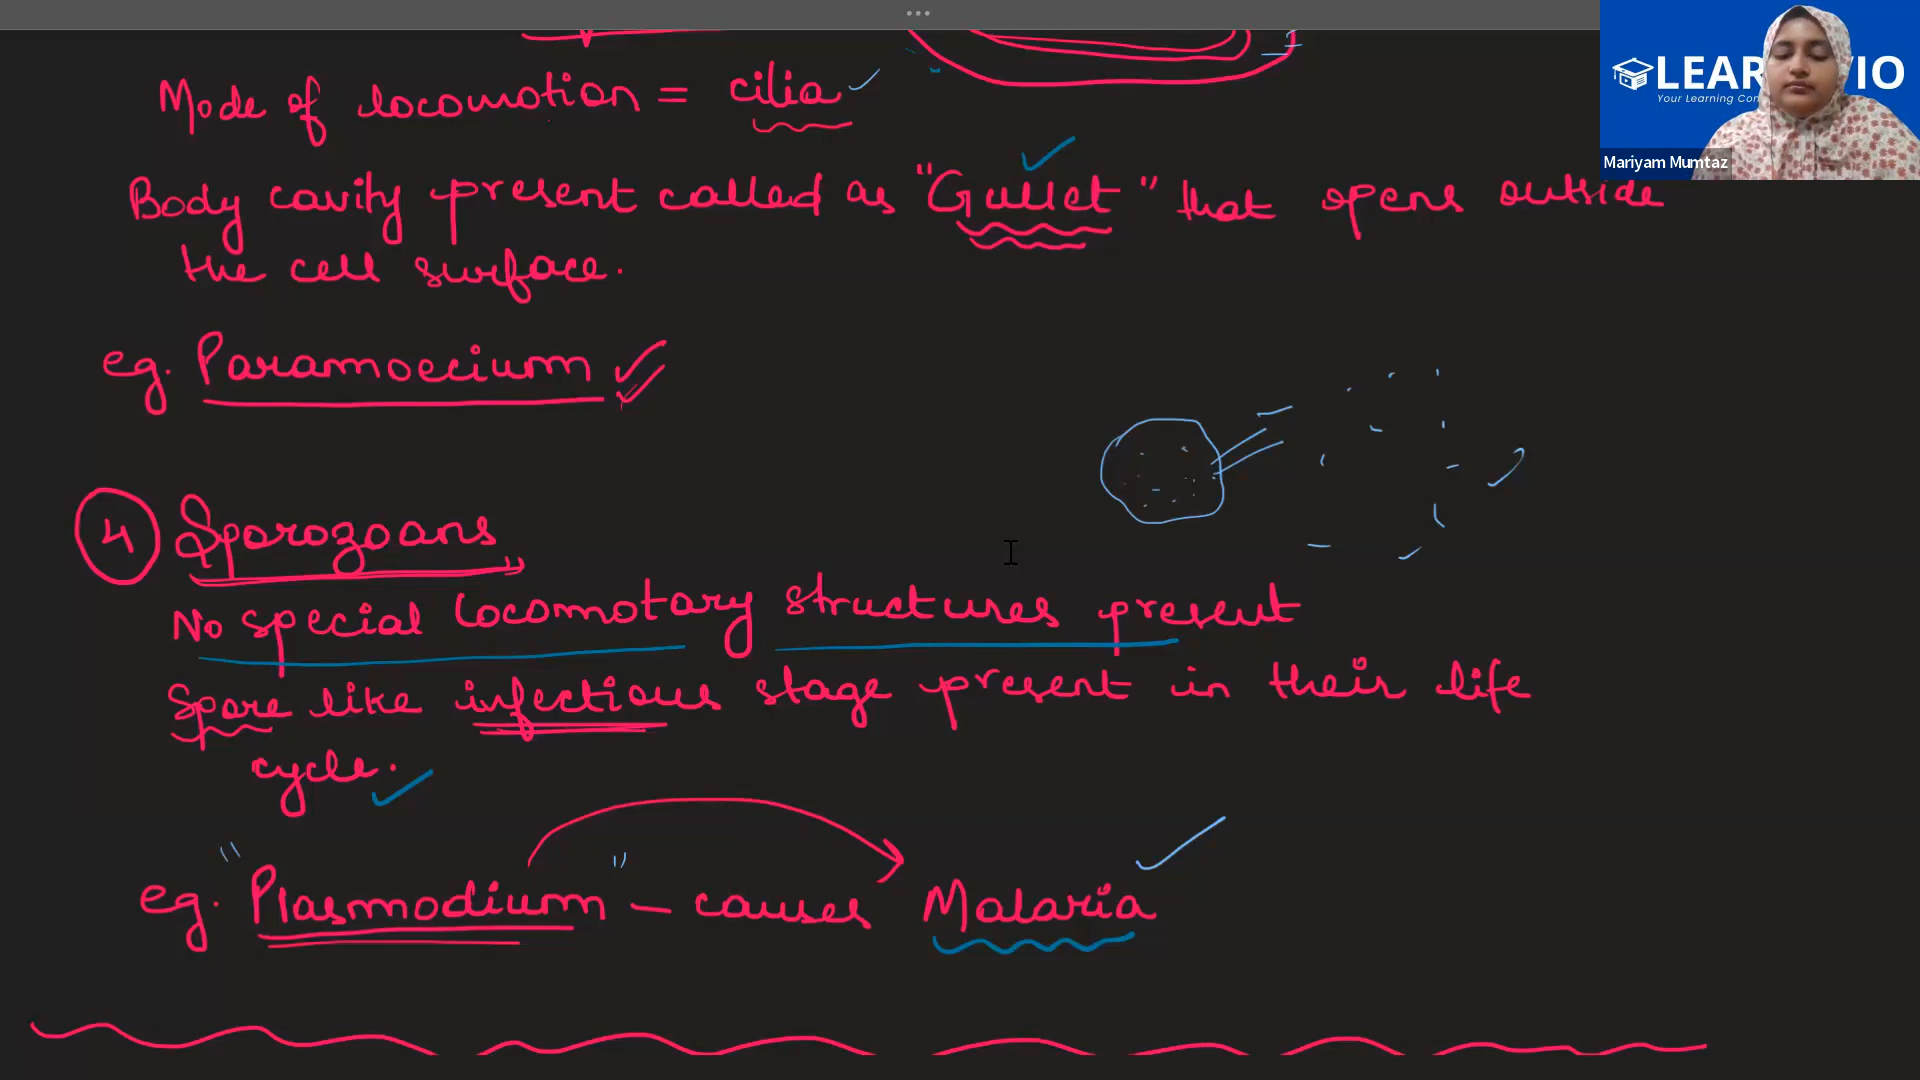 LEAR IO
Your Learning Con
Mariyam Mumtaz
Mode of locomotion = cilia
Body cavity present called as "Gullet" that opens outside
the cell surface.
eg. Paramoecium
4 Sporozoans
No special locomotary structures present
Spore like infectious stage present in their life
cycle.
eg. "Plasmodium" - causes Malaria